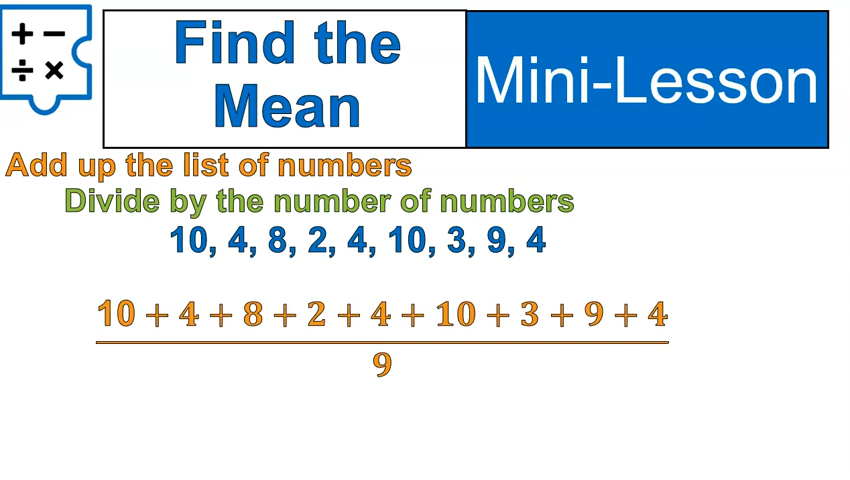 + −
÷ ×
Find the
Mean
Mini-Lesson
Add up the list of numbers
Divide by the number of numbers
10, 4, 8, 2, 4, 10, 3, 9, 4
10 + 4 + 8 + 2 + 4 + 10 + 3 + 9 + 4
9